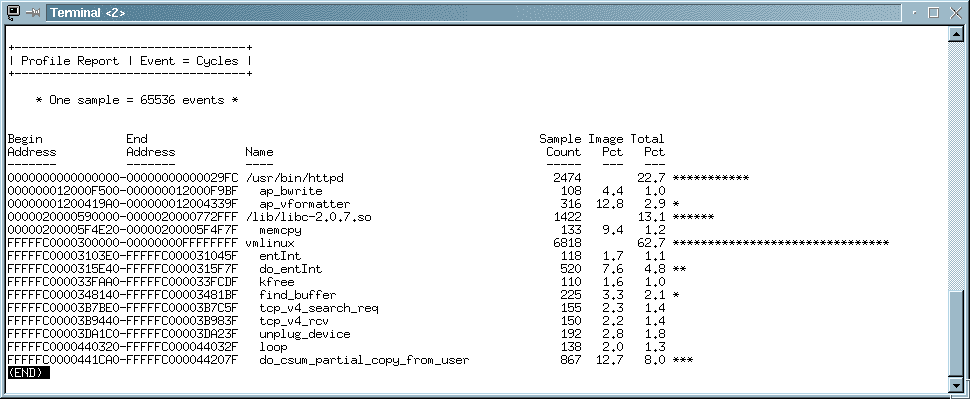 Terminal <2>
+---------------------------------+
| Profile Report | Event = Cycles |
+---------------------------------+
* One sample = 65536 events *
Begin End Sample Image Total
Address Address Name Count Pct Pct
------- ------- ---- ----- --- ---
0000000000000000-00000000000029FC /usr/bin/httpd 2474 22.7 ***********
000000012000F500-000000012000F9BF ap_bwrite 108 4.4 1.0
00000001200419A0-000000012004339F ap_vformatter 316 12.8 2.9 *
0000020000590000-0000020000772FFF /lib/libc-2.0.7.so 1422 13.1 ******
00000200005F4E20-00000200005F4F7F memcpy 133 9.4 1.2
FFFFFC0000300000-00000000FFFFFFFF vmlinux 6818 62.7 *******************************
FFFFFC00003103E0-FFFFFC000031045F entInt 118 1.7 1.1
FFFFFC0000315E40-FFFFFC0000315F7F do_entInt 520 7.6 4.8 **
FFFFFC000033FAA0-FFFFFC000033FCDF kfree 110 1.6 1.0
FFFFFC0000348140-FFFFFC00003481BF find_buffer 225 3.3 2.1 *
FFFFFC00003B7BE0-FFFFFC00003B7C5F tcp_v4_search_req 155 2.3 1.4
FFFFFC00003B9440-FFFFFC00003B983F tcp_v4_rcv 150 2.2 1.4
FFFFFC00003DA1C0-FFFFFC00003DA23F unplug_device 192 2.8 1.8
FFFFFC0000440320-FFFFFC000044032F loop 138 2.0 1.3
FFFFFC0000441CA0-FFFFFC000044207F do_csum_partial_copy_from_user 867 12.7 8.0 ***
(END)